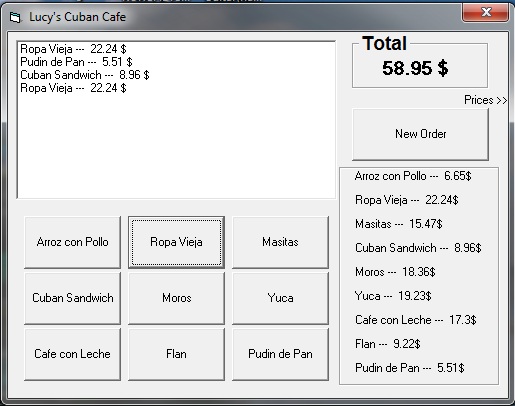 Lucy's Cuban Cafe
Ropa Vieja --- 22.24 $
Pudin de Pan --- 5.51 $
Cuban Sandwich --- 8.96 $
Ropa Vieja --- 22.24 $
Total
58.95 $
Prices >>
New Order
Arroz con Pollo --- 6.65$
Ropa Vieja --- 22.24$
Masitas --- 15.47$
Cuban Sandwich --- 8.96$
Moros --- 18.36$
Yuca --- 19.23$
Cafe con Leche --- 17.3$
Flan --- 9.22$
Pudin de Pan --- 5.51$
Arroz con Pollo
Ropa Vieja
Masitas
Cuban Sandwich
Moros
Yuca
Cafe con Leche
Flan
Pudin de Pan